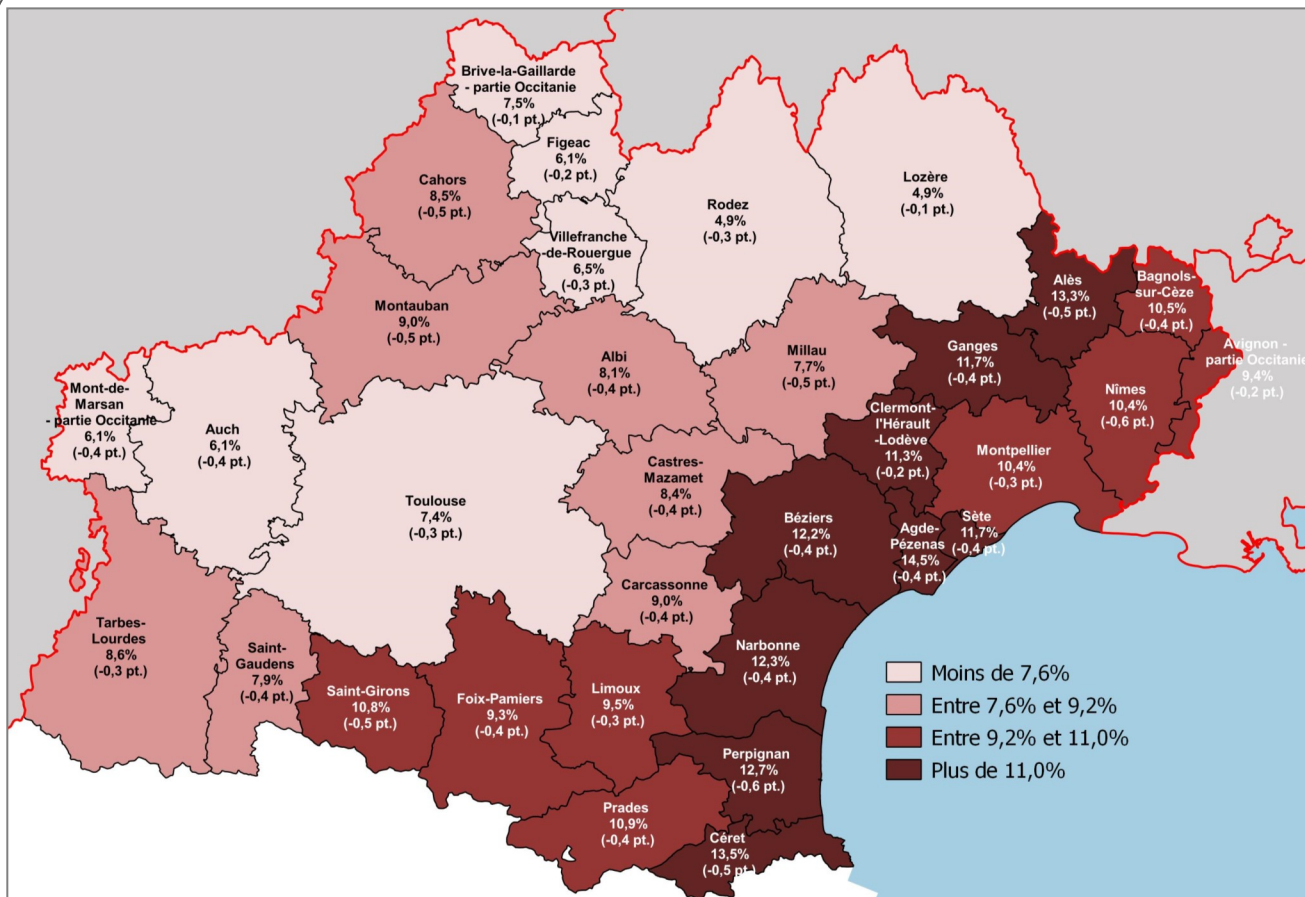 Brive-la-Gaillarde
- partie Occitanie
7,5%
(-0,1 pt.)
Figeac
6,1%
(-0,2 pt.)
Cahors
8,5%
(-0,5 pt.)
Rodez
4,9%
(-0,3 pt.)
Lozère
4,9%
(-0,1 pt.)
Villefranche
-de-Rouergue
6,5%
(-0,3 pt.)
Alès
13,3%
(-0,5 pt.)
Bagnols-
sur-Cèze
10,5%
(-0,4 pt.)
Montauban
9,0%
(-0,5 pt.)
Albi
8,1%
(-0,4 pt.)
Millau
7,7%
(-0,5 pt.)
Ganges
11,7%
(-0,4 pt.)
Avignon -
partie Occitanie
9,4%
(-0,2 pt.)
Nîmes
10,4%
(-0,6 pt.)
Mont-de-
Marsan
- partie Occitanie
6,1%
(-0,4 pt.)
Auch
6,1%
(-0,4 pt.)
Clermont-
l'Hérault
-Lodève
11,3%
(-0,2 pt.)
Montpellier
10,4%
(-0,3 pt.)
Castres-
Mazamet
8,4%
(-0,4 pt.)
Toulouse
7,4%
(-0,3 pt.)
Béziers
12,2%
(-0,4 pt.)
Agde-
Pézenas
14,5%
(-0,4 pt.)
Sète
11,7%
(-0,4 pt.)
Carcassonne
9,0%
(-0,4 pt.)
Tarbes-
Lourdes
8,6%
(-0,3 pt.)
Saint-
Gaudens
7,9%
(-0,4 pt.)
Narbonne
12,3%
(-0,4 pt.)
Saint-Girons
10,8%
(-0,5 pt.)
Foix-Pamiers
9,3%
(-0,4 pt.)
Limoux
9,5%
(-0,3 pt.)
Perpignan
12,7%
(-0,6 pt.)
Prades
10,9%
(-0,4 pt.)
Céret
13,5%
(-0,5 pt.)
Moins de 7,6%
Entre 7,6% et 9,2%
Entre 9,2% et 11,0%
Plus de 11,0%